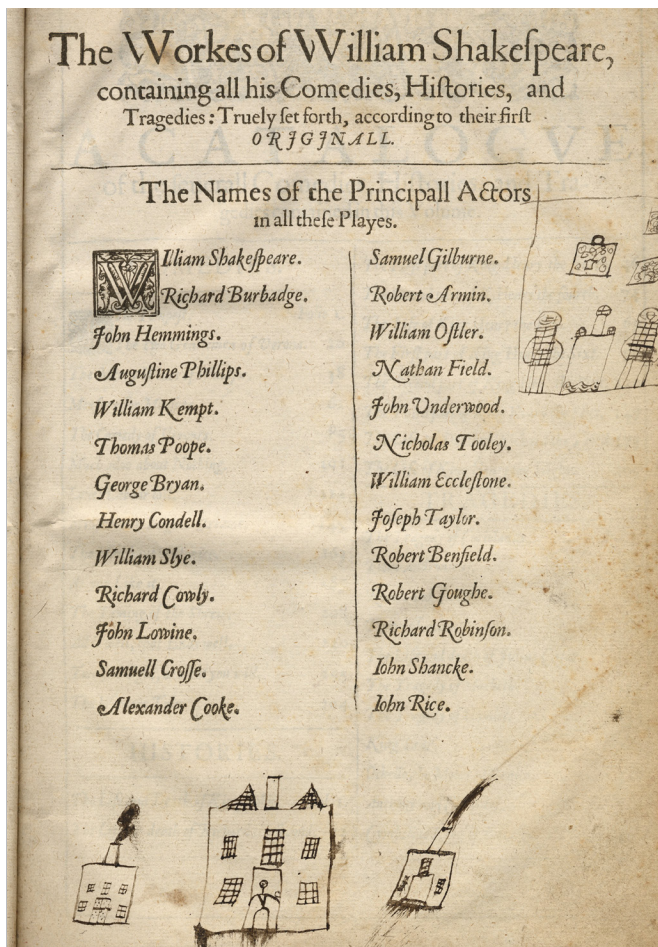 The Workes of William Shakeſpeare,
containing all his Comedies, Hiſtories, and
Tragedies: Truely ſet forth, according to their firſt
ORJGJNALL.
The Names of the Principall Actors
in all theſe Playes.
William Shakeſpeare.
Richard Burbadge.
John Hemmings.
Auguſtine Phillips.
William Kempt.
Thomas Poope.
George Bryan.
Henry Condell.
William Slye.
Richard Cowly.
John Lowine.
Samuell Croſſe.
Alexander Cooke.
Samuel Gilburne.
Robert Armin.
William Oſtler.
Nathan Field.
John Underwood.
Nicholas Tooley.
William Eccleſtone.
Joſeph Taylor.
Robert Benfield.
Robert Goughe.
Richard Robinſon.
Iohn Shancke.
Iohn Rice.